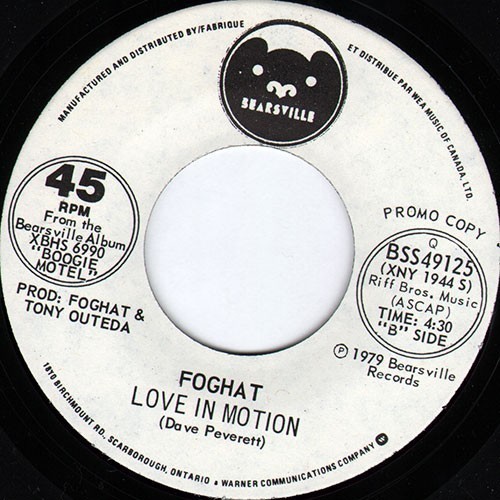 MANUFACTURED AND DISTRIBUTED BY/FABRIQUE
ET DISTRIBUE PAR WEA MUSIC OF CANADA, LTD.
BEARSVILLE
45
RPM
From the
Bearsville Album
XBHS 6990
"BOOGIE
MOTEL"
PROD: FOGHAT &
TONY OUTEDA
PROMO COPY
Q
BSS49125
(XNY 1944 S)
Riff Bros. Music
(ASCAP)
TIME: 4:30
"B" SIDE
℗ 1979 Bearsville
Records
FOGHAT
LOVE IN MOTION
(Dave Peverett)
1810 BIRCHMOUNT RD., SCARBOROUGH, ONTARIO ▲ WARNER COMMUNICATIONS COMPANY